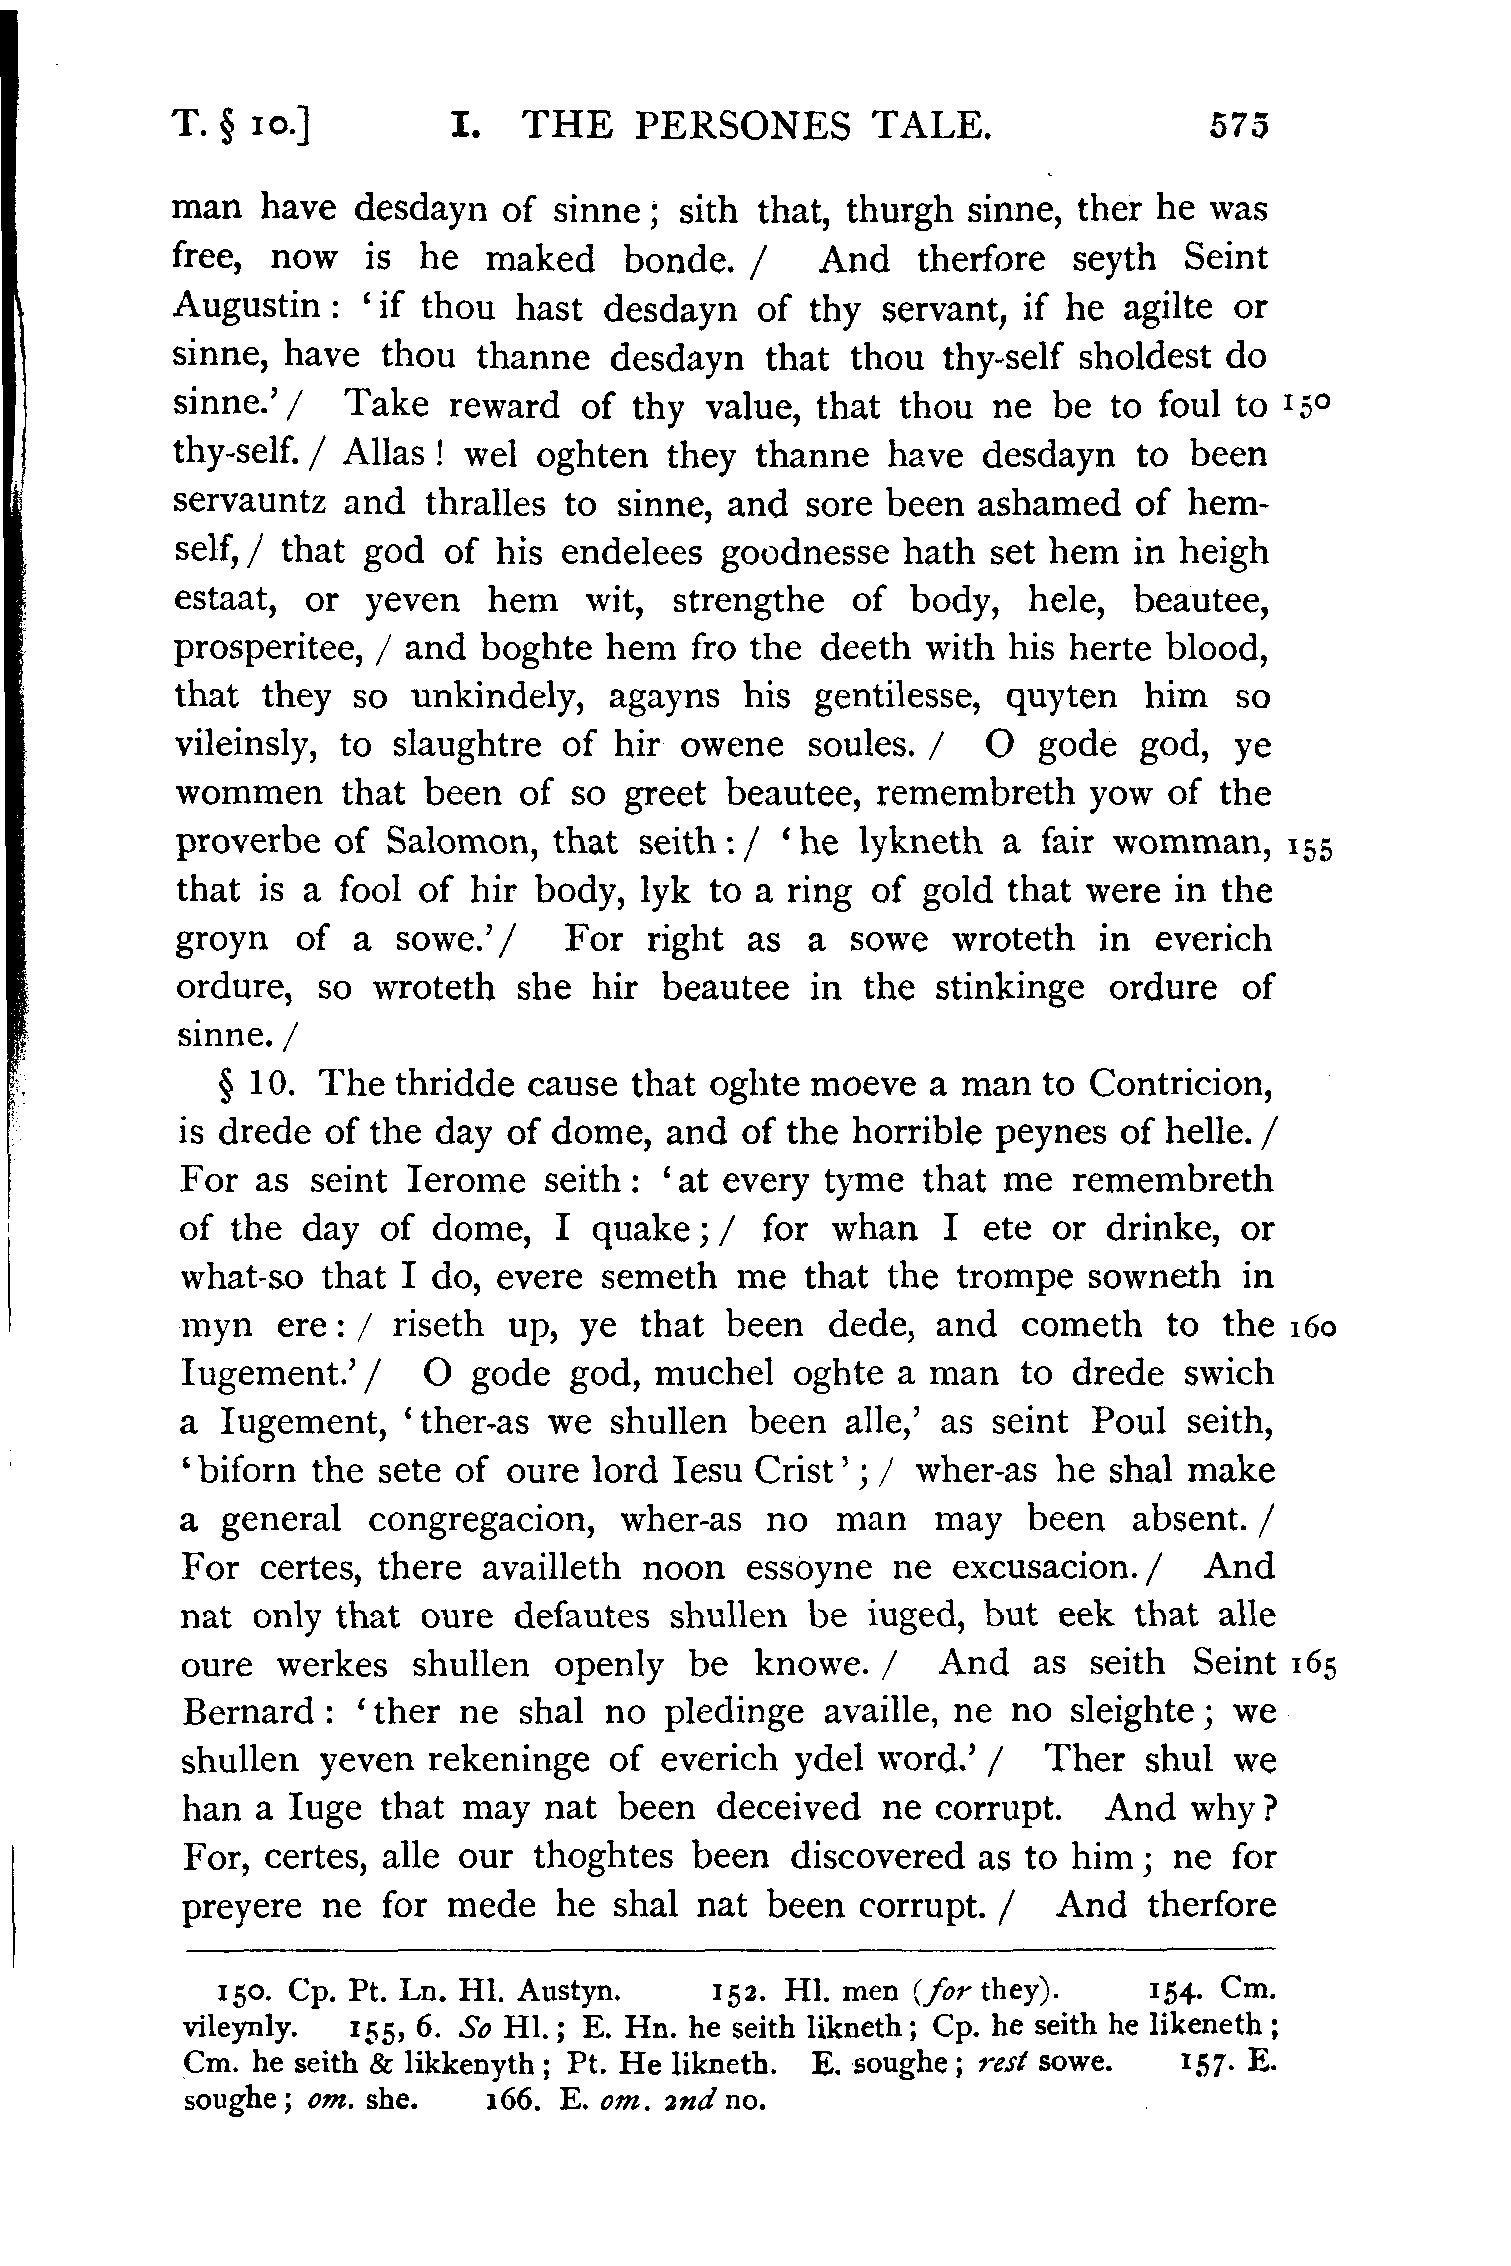 T. § 10.] I. THE PERSONES TALE. 575
man have desdayn of sinne; sith that, thurgh sinne, ther he was
free, now is he maked bonde. / And therfore seyth Seint
Augustin: 'if thou hast desdayn of thy servant, if he agilte or
sinne, have thou thanne desdayn that thou thy-self sholdest do
sinne.' / Take reward of thy value, that thou ne be to foul to 150
thy-self. / Allas! wel oghten they thanne have desdayn to been
servauntz and thralles to sinne, and sore been ashamed of hem-
self, / that god of his endelees goodnesse hath set hem in heigh
estaat, or yeven hem wit, strengthe of body, hele, beautee,
prosperitee, / and boghte hem fro the deeth with his herte blood,
that they so unkindely, agayns his gentilesse, quyten him so
vileinsly, to slaughtre of hir owene soules. / O gode god, ye
wommen that been of so greet beautee, remembreth yow of the
proverbe of Salomon, that seith: / 'he lykneth a fair womman, 155
that is a fool of hir body, lyk to a ring of gold that were in the
groyn of a sowe.' / For right as a sowe wroteth in everich
ordure, so wroteth she hir beautee in the stinkinge ordure of
sinne. /
§ 10. The thridde cause that oghte moeve a man to Contricion,
is drede of the day of dome, and of the horrible peynes of helle. /
For as seint Ierome seith: 'at every tyme that me remembreth
of the day of dome, I quake; / for whan I ete or drinke, or
what-so that I do, evere semeth me that the trompe sowneth in
myn ere: / riseth up, ye that been dede, and cometh to the 160
Iugement.' / O gode god, muchel oghte a man to drede swich
a Iugement, 'ther-as we shullen been alle,' as seint Poul seith,
'biforn the sete of oure lord Iesu Crist'; / wher-as he shal make
a general congregacion, wher-as no man may been absent. /
For certes, there availleth noon essoyne ne excusacion. / And
nat only that oure defautes shullen be iuged, but eek that alle
oure werkes shullen openly be knowe. / And as seith Seint 165
Bernard: 'ther ne shal no pledinge availle, ne no sleighte; we
shullen yeven rekeninge of everich ydel word.' / Ther shul we
han a Iuge that may nat been deceived ne corrupt. And why?
For, certes, alle our thoghtes been discovered as to him; ne for
preyere ne for mede he shal nat been corrupt. / And therfore
150. Cp. Pt. Ln. Hl. Austyn. 152. Hl. men (for they). 154. Cm.
vileynly. 155, 6. So Hl.; E. Hn. he seith likneth; Cp. he seith he likeneth;
Cm. he seith & likkenyth; Pt. He likneth. E. soughe; rest sowe. 157. E.
soughe; om. she. 166. E. om. 2nd no.